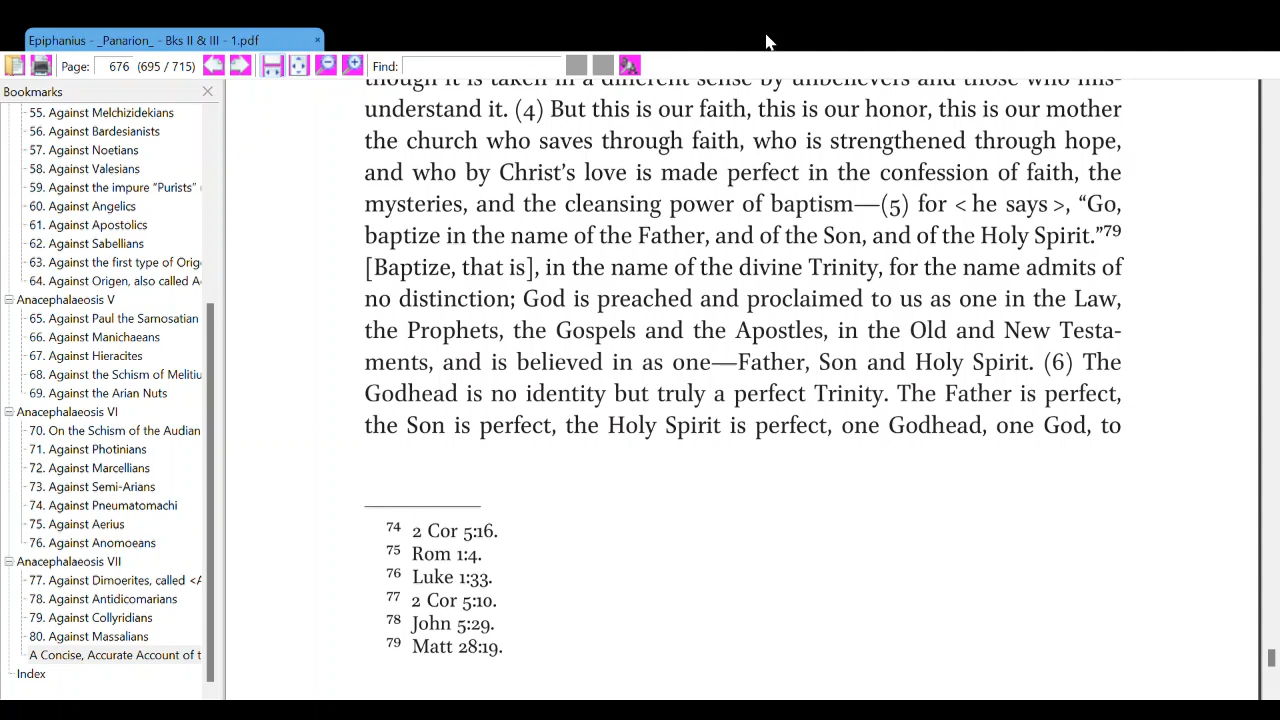 Epiphanius - _Panarion_ - Bks II & III - 1.pdf
×
Page: 676 (695 / 715)
Find:
Bookmarks
55. Against Melchizidekians
56. Against Bardesianists
57. Against Noetians
58. Against Valesians
59. Against the impure "Purists"
60. Against Angelics
61. Against Apostolics
62. Against Sabellians
63. Against the first type of Orig
64. Against Origen, also called A
Anacephalaeosis V
65. Against Paul the Samosatian
66. Against Manichaeans
67. Against Hieracites
68. Against the Schism of Melitiu
69. Against the Arian Nuts
Anacephalaeosis VI
70. On the Schism of the Audian
71. Against Photinians
72. Against Marcellians
73. Against Semi-Arians
74. Against Pneumatomachi
75. Against Aerius
76. Against Anomoeans
Anacephalaeosis VII
77. Against Dimoerites, called <A
78. Against Antidicomarians
79. Against Collyridians
80. Against Massalians
A Concise, Accurate Account of t
Index
though it is taken in a different sense by unbelievers and those who mis-
understand it. (4) But this is our faith, this is our honor, this is our mother
the church who saves through faith, who is strengthened through hope,
and who by Christ’s love is made perfect in the confession of faith, the
mysteries, and the cleansing power of baptism—(5) for < he says >, “Go,
baptize in the name of the Father, and of the Son, and of the Holy Spirit.”79
[Baptize, that is], in the name of the divine Trinity, for the name admits of
no distinction; God is preached and proclaimed to us as one in the Law,
the Prophets, the Gospels and the Apostles, in the Old and New Testa-
ments, and is believed in as one—Father, Son and Holy Spirit. (6) The
Godhead is no identity but truly a perfect Trinity. The Father is perfect,
the Son is perfect, the Holy Spirit is perfect, one Godhead, one God, to
74 2 Cor 5:16.
75 Rom 1:4.
76 Luke 1:33.
77 2 Cor 5:10.
78 John 5:29.
79 Matt 28:19.